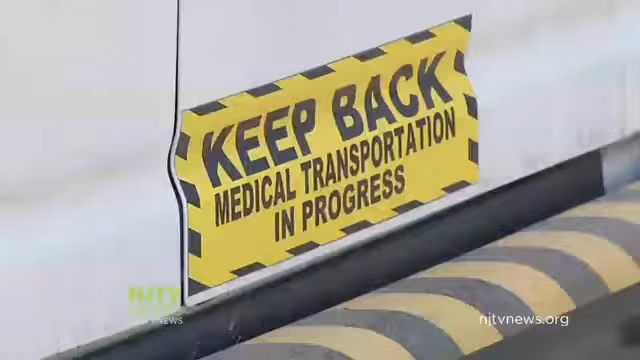 KEEP BACK
MEDICAL TRANSPORTATION
IN PROGRESS
NJTV
NEWS
njtvnews.org